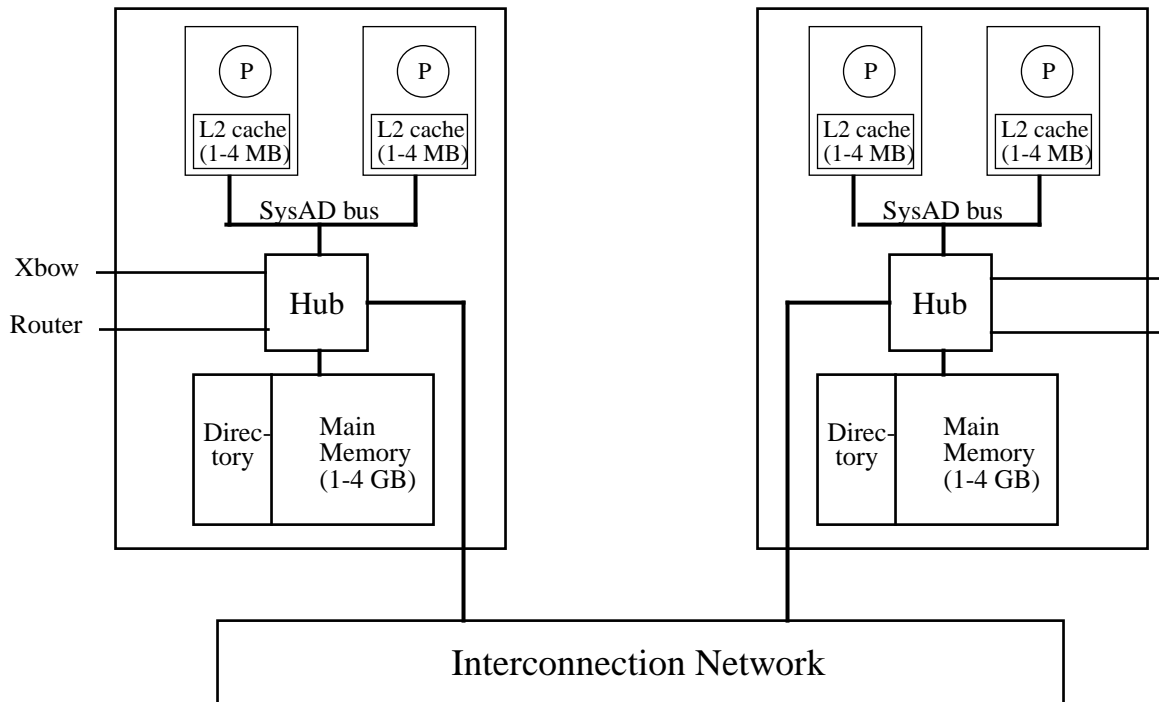 P
P
L2 cache
(1-4 MB)
L2 cache
(1-4 MB)
SysAD bus
Xbow
Router
Hub
Direc-
tory
Main
Memory
(1-4 GB)
P
P
L2 cache
(1-4 MB)
L2 cache
(1-4 MB)
SysAD bus
Hub
Direc-
tory
Main
Memory
(1-4 GB)
Interconnection Network